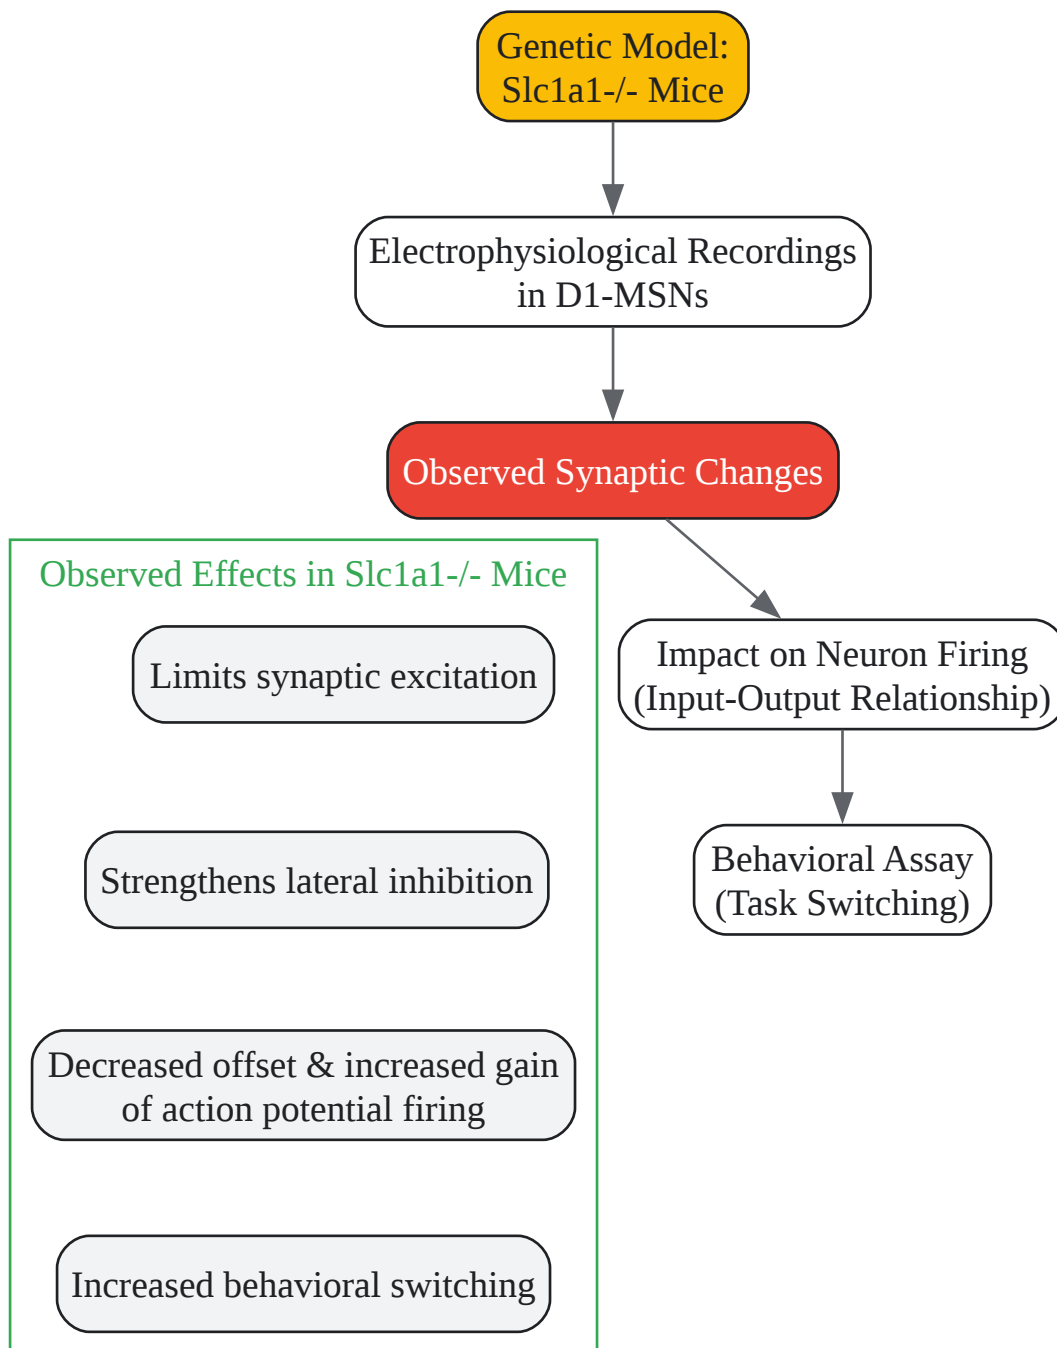 Genetic Model:
Slc1a1-/- Mice
Electrophysiological Recordings
in D1-MSNs
Observed Synaptic Changes
Observed Effects in Slc1a1-/- Mice
Limits synaptic excitation
Strengthens lateral inhibition
Decreased offset & increased gain
of action potential firing
Increased behavioral switching
Impact on Neuron Firing
(Input-Output Relationship)
Behavioral Assay
(Task Switching)